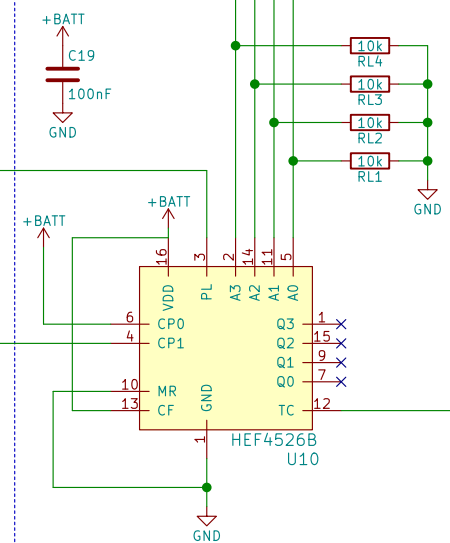 +BATT
C19
100nF
GND
10k
RL4
10k
RL3
10k
RL2
10k
RL1
GND
+BATT
+BATT
16
3
2
14
11
5
VDD
PL
A3
A2
A1
A0
6
CP0
4
CP1
10
MR
13
CF
GND
1
Q3
1
Q2
15
Q1
9
Q0
7
TC
12
HEF4526B
U10
GND